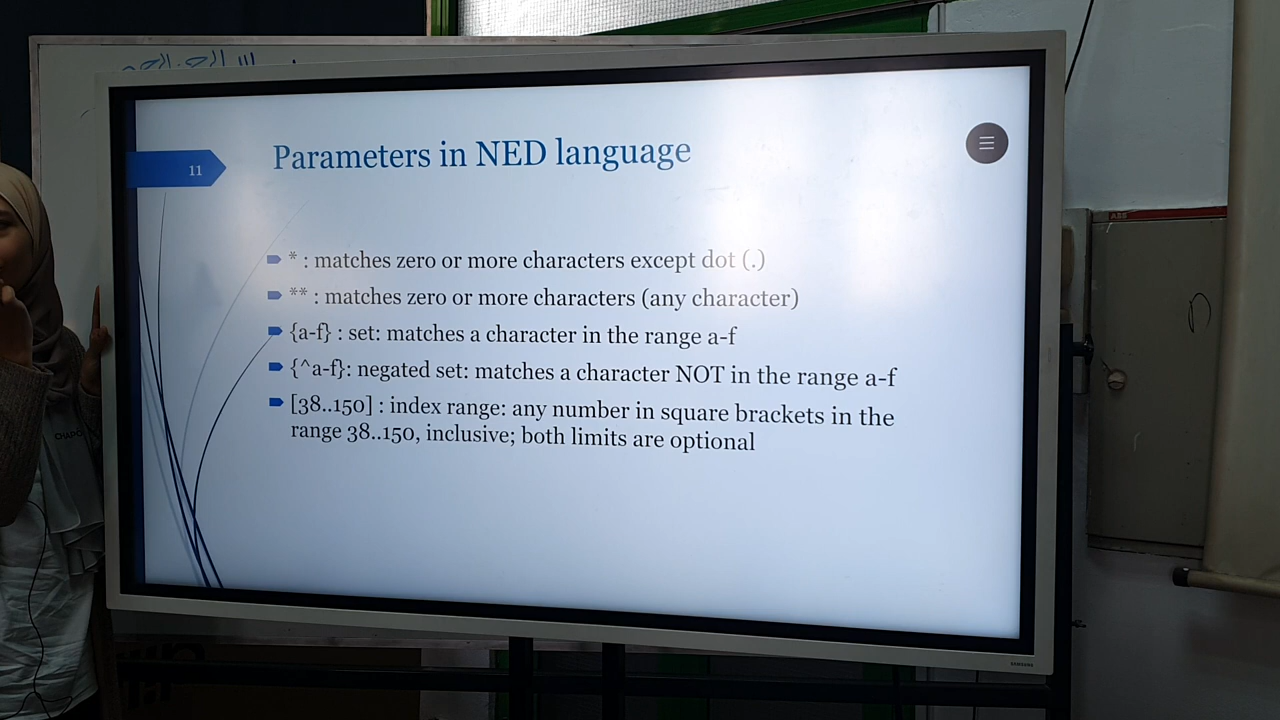 11
Parameters in NED language
* : matches zero or more characters except dot (.)
** : matches zero or more characters (any character)
{a-f} : set: matches a character in the range a-f
{^a-f}: negated set: matches a character NOT in the range a-f
[38..150] : index range: any number in square brackets in the
range 38..150, inclusive; both limits are optional
SAMSUNG
ABB